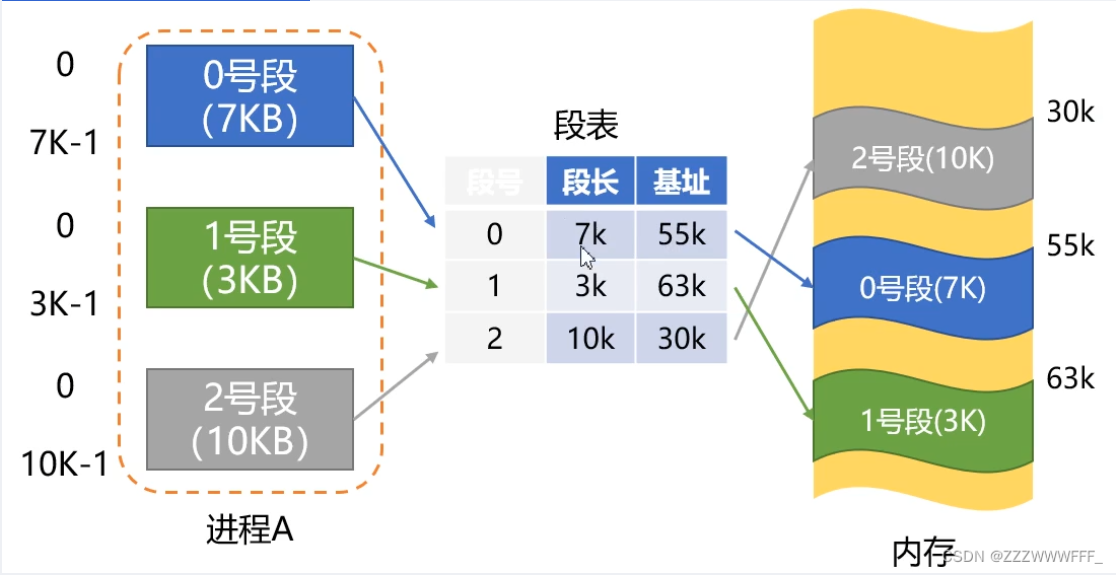 0
7K-1
0号段
(7KB)
0
3K-1
1号段
(3KB)
0
10K-1
2号段
(10KB)
进程A
段表
段号 段长 基址
0 7k 55k
1 3k 63k
2 10k 30k
30k
2号段(10K)
55k
0号段(7K)
63k
1号段(3K)
内存
CSDN @ZZZWWWFFF_